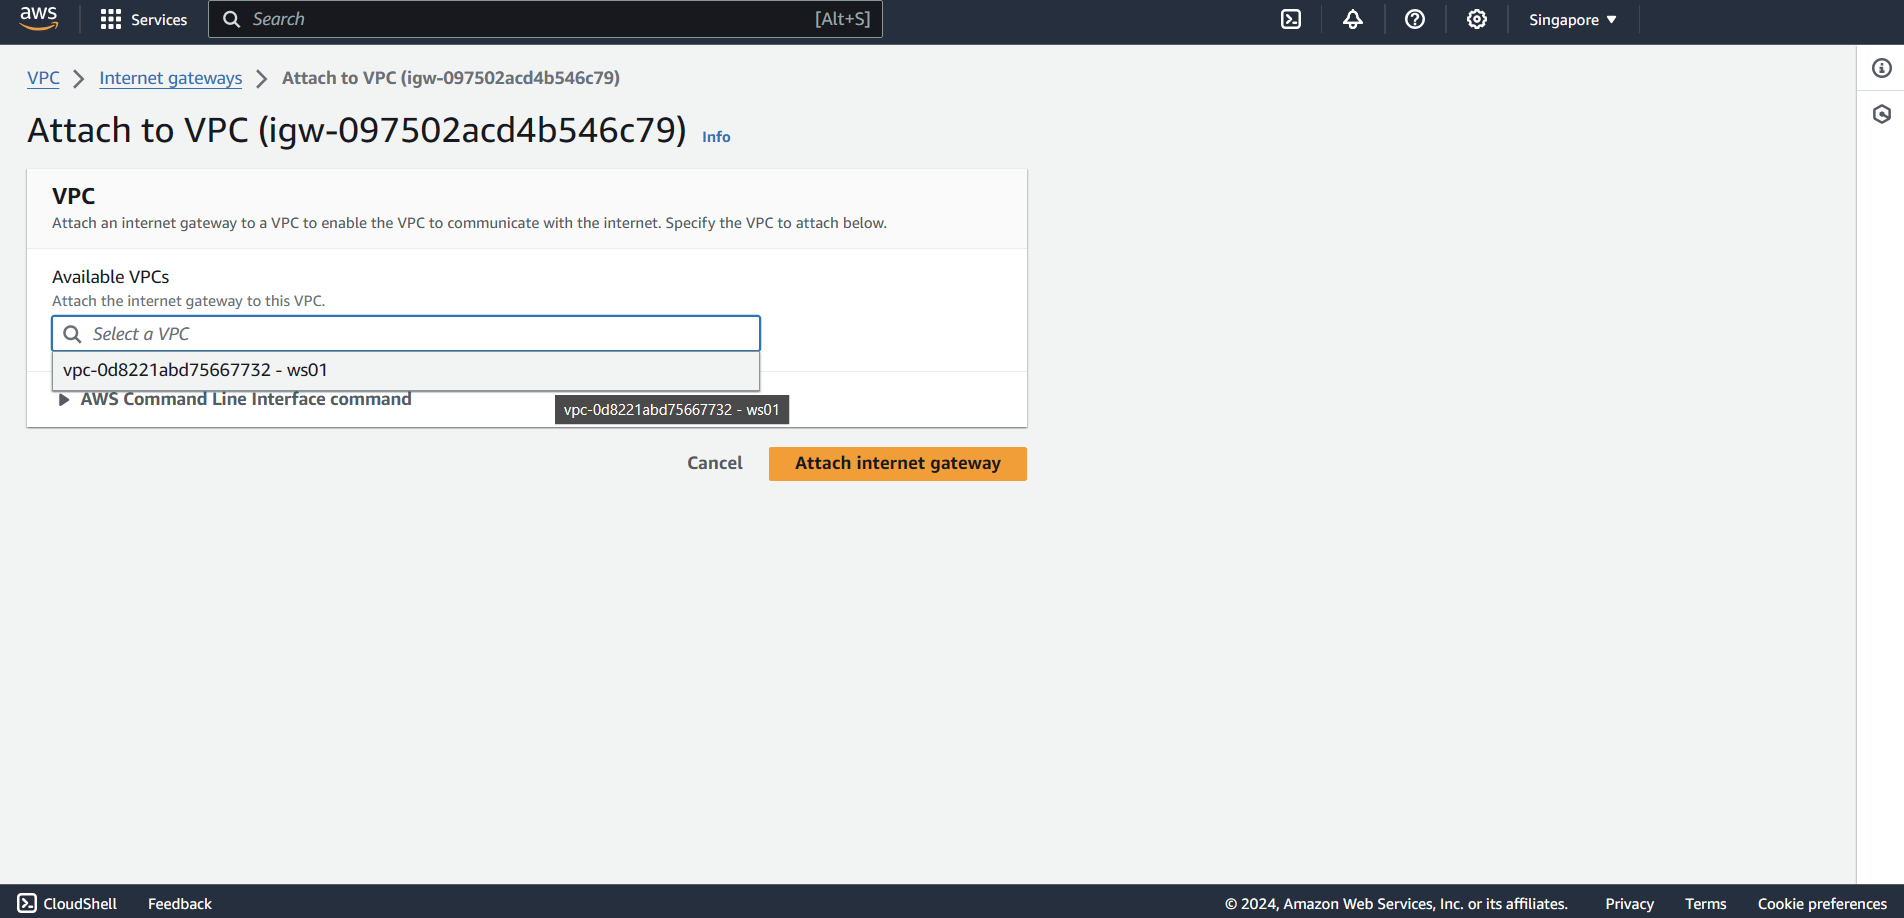 aws Services Search [Alt+S] Singapore ▼
VPC > Internet gateways > Attach to VPC (igw-097502acd4b546c79)
Attach to VPC (igw-097502acd4b546c79) Info
VPC
Attach an internet gateway to a VPC to enable the VPC to communicate with the internet. Specify the VPC to attach below.
Available VPCs
Attach the internet gateway to this VPC.
Select a VPC
vpc-0d8221abd75667732 - ws01
AWS Command Line Interface command
vpc-0d8221abd75667732 - ws01
Cancel Attach internet gateway
CloudShell Feedback © 2024, Amazon Web Services, Inc. or its affiliates. Privacy Terms Cookie preferences